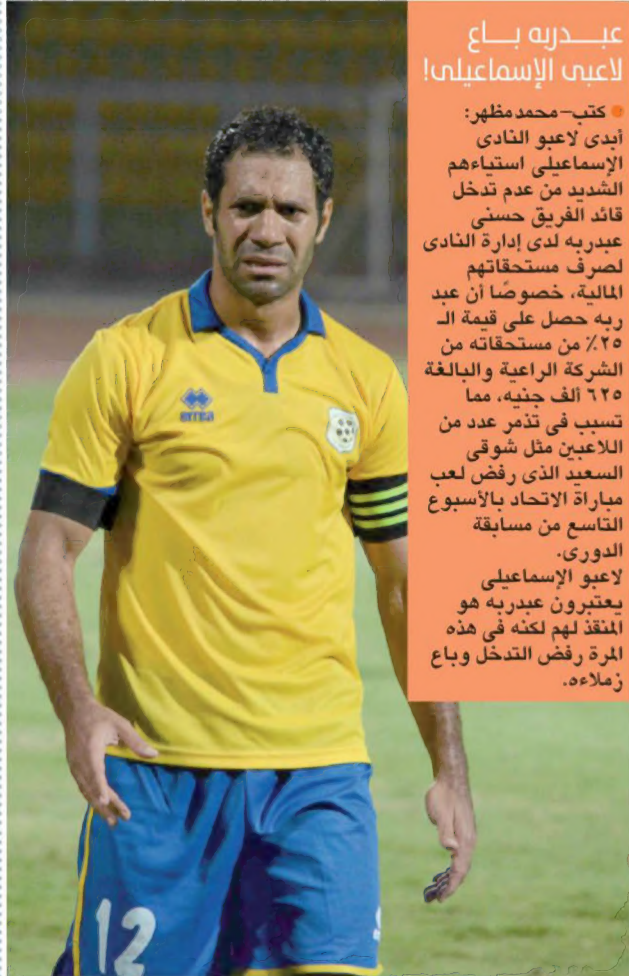 عبدربه باع
لاعبى الإسماعيلى!
كتب- محمد مظهر:
أبدى لاعبو النادى
الإسماعيلى استياءهم
الشديد من عدم تدخل
قائد الفريق حسنى
عبدربه لدى إدارة النادى
لصرف مستحقاتهم
المالية، خصوصًا أن عبد
ربه حصل على قيمة الـ
٢٥٪ من مستحقاته من
الشركة الراعية والبالغة
٦٢٥ ألف جنيه، مما
تسبب فى تذمر عدد من
اللاعبين مثل شوقى
السعيد الذى رفض لعب
مباراة الاتحاد بالأسبوع
التاسع من مسابقة
الدورى.
لاعبو الإسماعيلى
يعتبرون عبدربه هو
المنقذ لهم لكنه فى هذه
المرة رفض التدخل وباع
زملاءه.
errea
12